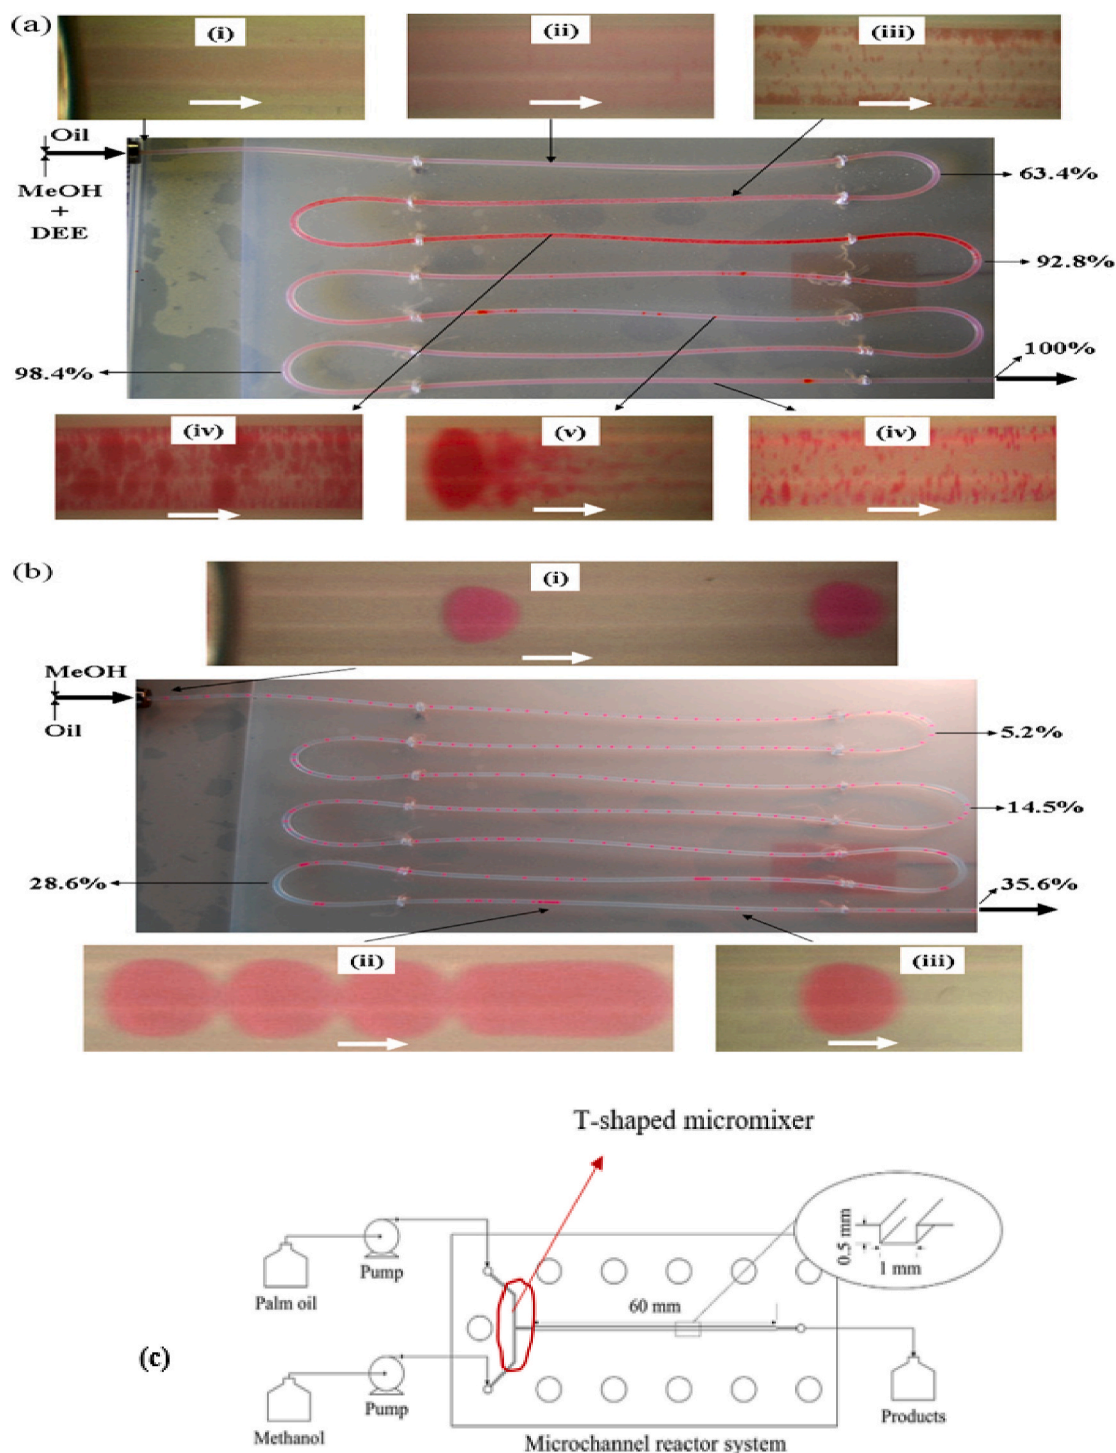 (a)
(i)
(ii)
(iii)
Oil
MeOH
+
DEE
63.4%
92.8%
100%
98.4%
(iv)
(v)
(iv)
(b)
(i)
MeOH
Oil
5.2%
14.5%
28.6%
35.6%
(ii)
(iii)
T-shaped micromixer
0.5 mm
1 mm
Pump
Palm oil
60 mm
(c)
Pump
Methanol
Products
Microchannel reactor system